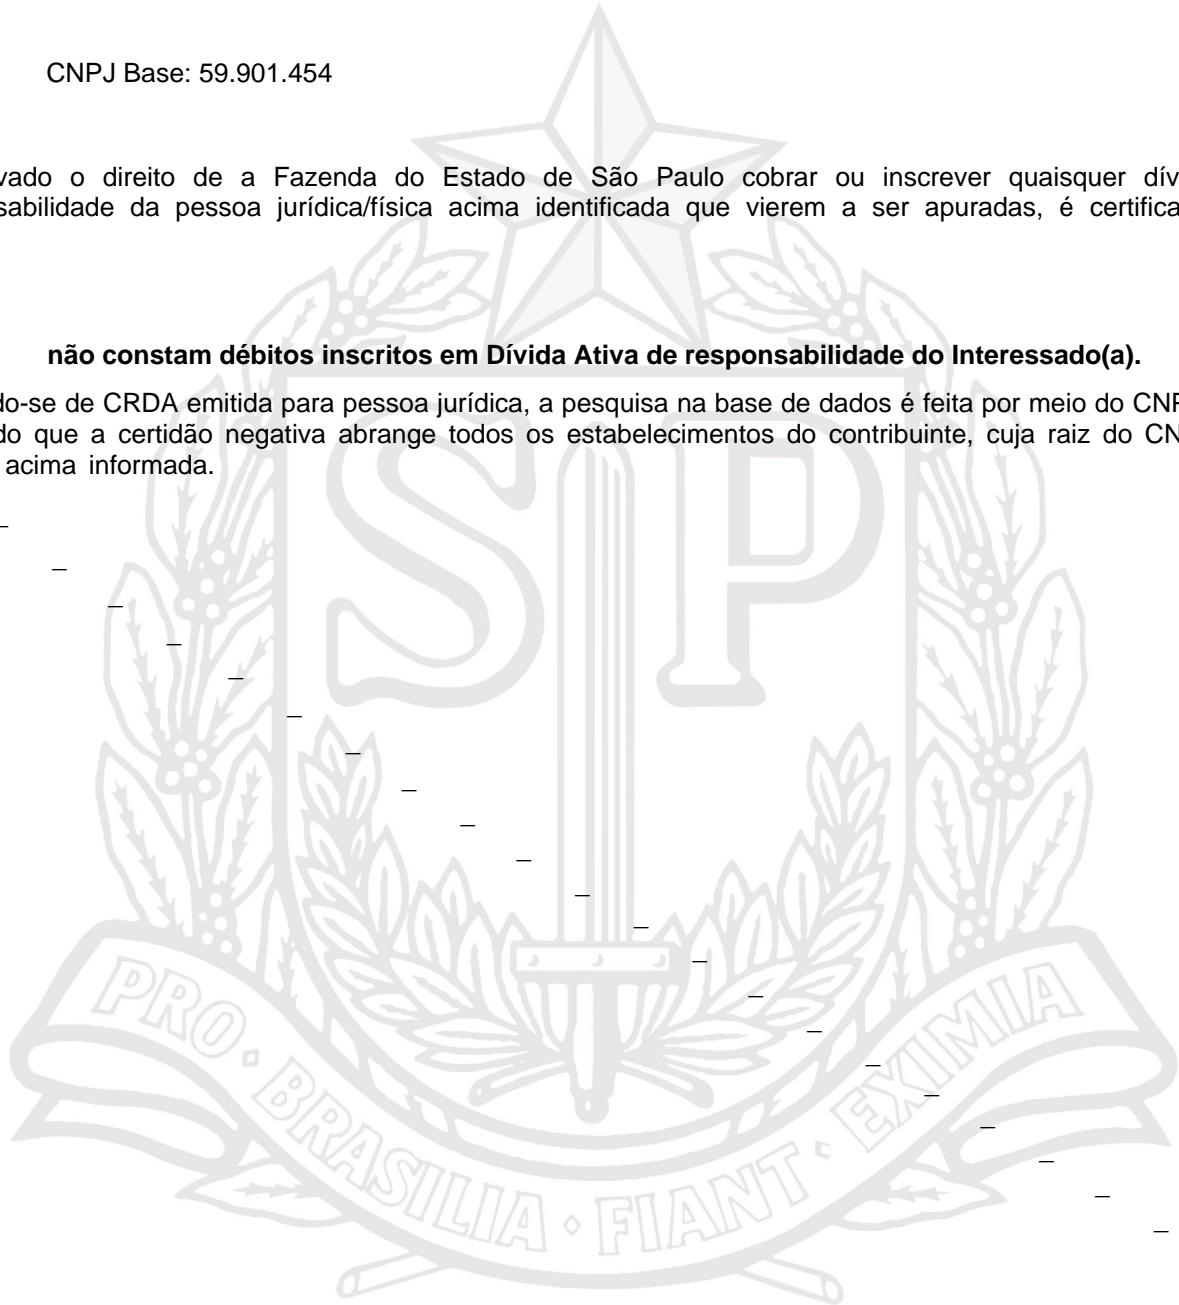 CNPJ Base: 59.901.454
vado o direito de a Fazenda do Estado de São Paulo cobrar ou inscrever quaisquer dív
sabilidade da pessoa jurídica/física acima identificada que vierem a ser apuradas, é certifica
não constam débitos inscritos em Dívida Ativa de responsabilidade do Interessado(a).
do-se de CRDA emitida para pessoa jurídica, a pesquisa na base de dados é feita por meio do CNP
do que a certidão negativa abrange todos os estabelecimentos do contribuinte, cuja raiz do CN
acima informada.
SP
PRO • BRASILIA • FIANT • EXIMIA